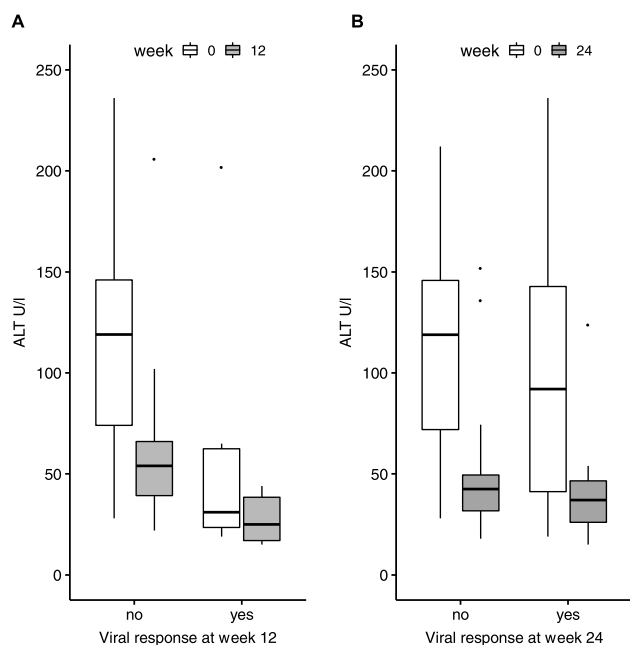 A
week 0 12
250
200
150
100
50
0
ALT U/l
no yes
Viral response at week 12
B
week 0 24
250
200
150
100
50
0
ALT U/l
no yes
Viral response at week 24